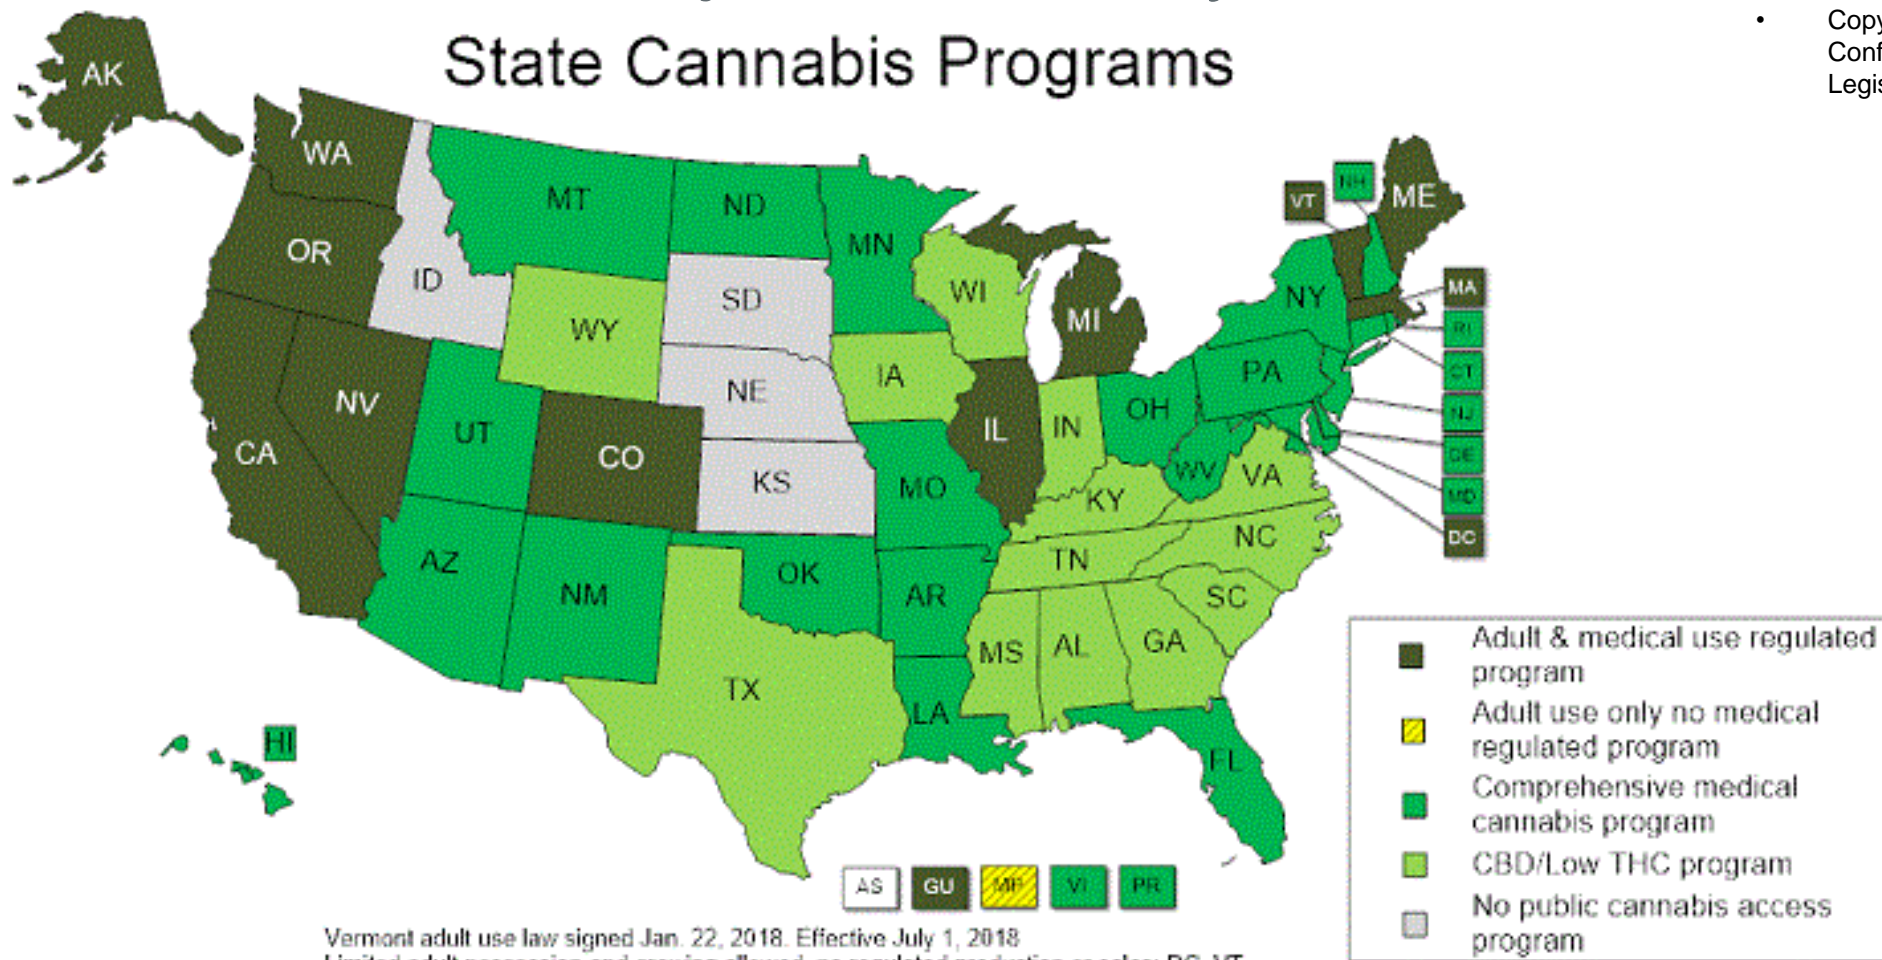 State Cannabis Programs
•
Copy
Conf
Legis
AK
WA
OR
CA
NV
ID
MT
WY
UT
CO
AZ
NM
ND
SD
NE
KS
OK
TX
MN
IA
MO
AR
LA
WI
IL
MI
IN
OH
KY
TN
MS
AL
GA
FL
SC
NC
VA
WV
PA
NY
VT
NH
ME
MA
RI
CT
NJ
DE
MD
DC
HI
AS
GU
MP
VI
PR
Adult & medical use regulated
program
Adult use only no medical
regulated program
Comprehensive medical
cannabis program
CBD/Low THC program
No public cannabis access
program
Vermont adult use law signed Jan. 22, 2018. Effective July 1, 2018